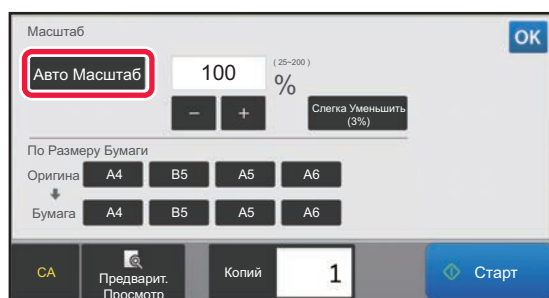 Масштаб
OK
Авто Масштаб
100
(25~200)
%
− +
Слегка Уменьшить
(3%)
По Размеру Бумаги
Оригина A4 B5 A5 A6
Бумага A4 B5 A5 A6
CA
Предварит.
Просмотр
Копий
1
Старт